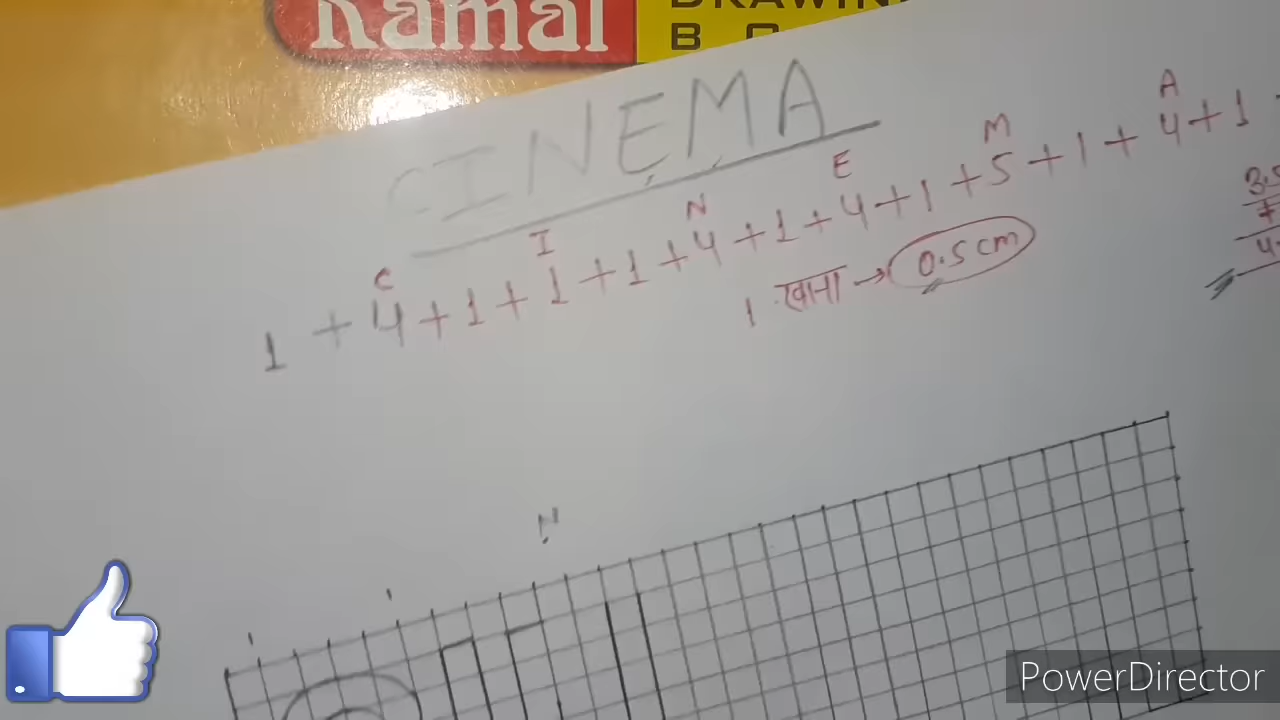 Kamal
DRAWING
B
CINEMA
C I N E M A
1 + 4 + 1 + 1 + 1 + 4 + 1 + 4 + 1 + 5 + 1 + 4 + 1
1 खाना → 0.5 cm
N
PowerDirector